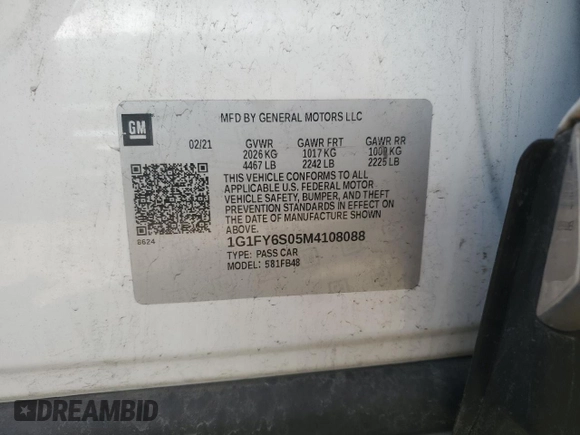 GM
MFD BY GENERAL MOTORS LLC
02/21 GVWR GAWR FRT GAWR RR
2026 KG 1017 KG 1009 KG
4467 LB 2242 LB 2225 LB
THIS VEHICLE CONFORMS TO ALL
APPLICABLE U.S. FEDERAL MOTOR
VEHICLE SAFETY, BUMPER, AND THEFT
PREVENTION STANDARDS IN EFFECT ON
THE DATE OF MANUFACTURE SHOWN
ABOVE.
8624
1G1FY6S05M4108088
TYPE: PASS CAR
MODEL: 581FB48
DREAMBID